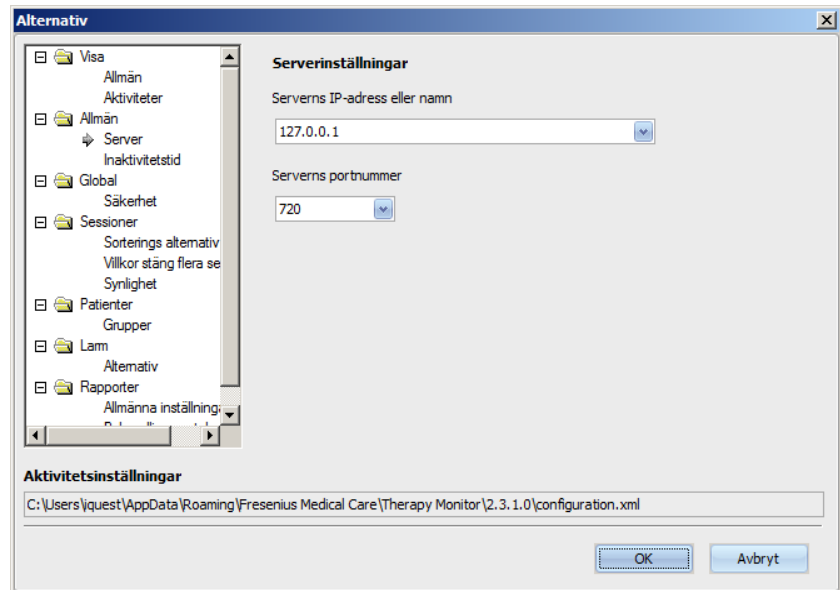 Alternativ
Visa
Allmän
Aktiviteter
Allmän
Server
Inaktivitetstid
Global
Säkerhet
Sessioner
Sorterings alternativ
Villkor stäng flera se
Synlighet
Patienter
Grupper
Larm
Alternativ
Rapporter
Allmänna inställning
Serverinställningar
Serverns IP-adress eller namn
127.0.0.1
Serverns portnummer
720
Aktivitetsinställningar
C:\Users\iquest\AppData\Roaming\Fresenius Medical Care\Therapy Monitor\2.3.1.0\configuration.xml
OK
Avbryt